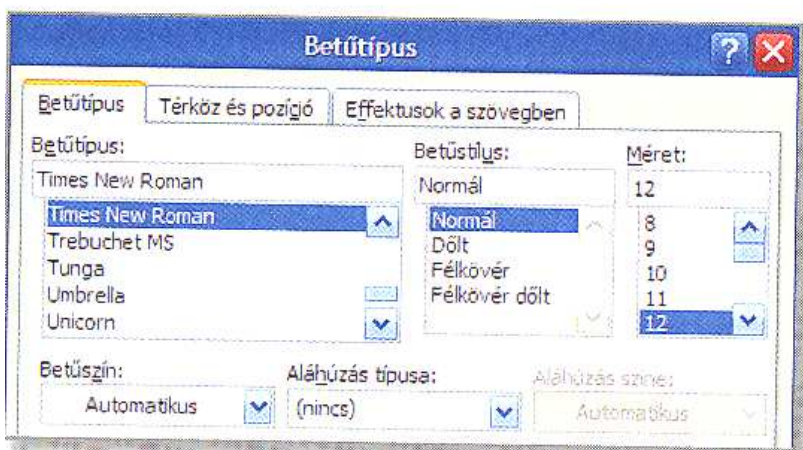 Betűtípus
?
Betűtípus Térköz és pozíció Effektusok a szövegben
Betűtípus: Betűstílus: Méret:
Times New Roman Normál 12
Times New Roman Normál 8
Trebuchet MS Dőlt 9
Tunga Félkövér 10
Umbrella Félkövér dőlt 11
Unicorn 12
Betűszín: Aláhúzás típusa: Aláhúzás színe:
Automatikus (nincs) Automatikus